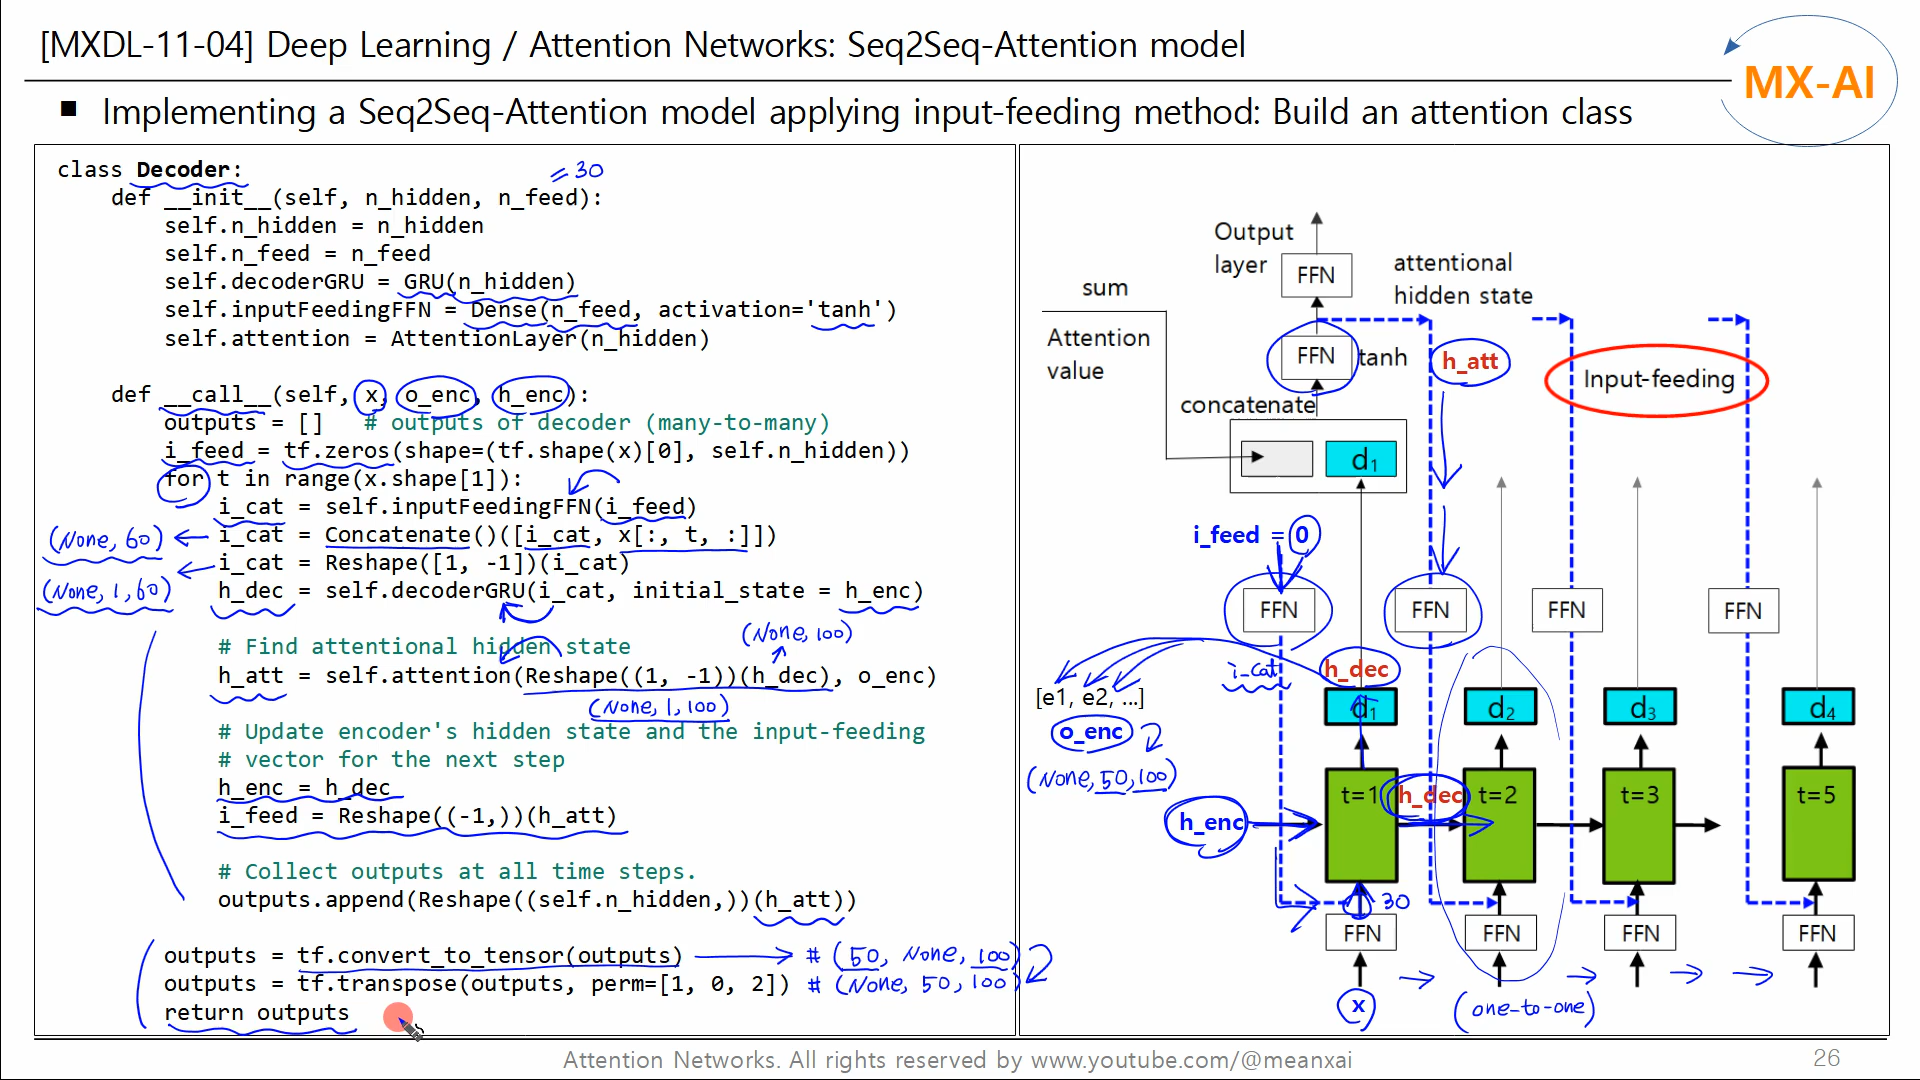 [MXDL-11-04] Deep Learning / Attention Networks: Seq2Seq-Attention model
MX-AI
■ Implementing a Seq2Seq-Attention model applying input-feeding method: Build an attention class
class Decoder:
= 30
def __init__(self, n_hidden, n_feed):
self.n_hidden = n_hidden
self.n_feed = n_feed
self.decoderGRU = GRU(n_hidden)
self.inputFeedingFFN = Dense(n_feed, activation='tanh')
self.attention = AttentionLayer(n_hidden)
def __call__(self, x, o_enc, h_enc):
outputs = []   # outputs of decoder (many-to-many)
i_feed = tf.zeros(shape=(tf.shape(x)[0], self.n_hidden))
for t in range(x.shape[1]):
i_cat = self.inputFeedingFFN(i_feed)
(None, 60) ← i_cat = Concatenate()([i_cat, x[:, t, :]])
i_cat = Reshape([1, -1])(i_cat)
(None, 1, 60)
h_dec = self.decoderGRU(i_cat, initial_state = h_enc)
(None, 100)
# Find attentional hidden state
h_att = self.attention(Reshape((1, -1))(h_dec), o_enc)
(None, 1, 100)
# Update encoder's hidden state and the input-feeding
# vector for the next step
h_enc = h_dec
i_feed = Reshape((-1,))(h_att)
# Collect outputs at all time steps.
outputs.append(Reshape((self.n_hidden,))(h_att))
outputs = tf.convert_to_tensor(outputs) → # (50, None, 100)
outputs = tf.transpose(outputs, perm=[1, 0, 2]) # (None, 50, 100)
return outputs
Output
layer
FFN
attentional
hidden state
sum
Attention
value
FFN
tanh
h_att
Input-feeding
concatenate
d1
i_feed = 0
FFN
FFN
FFN
FFN
i_cat
h_dec
[e1, e2, ...]
d1
d2
d3
d4
o_enc
(None, 50, 100)
h_enc
t=1
h_dec
t=2
t=3
t=5
30
FFN
FFN
FFN
FFN
x
→
(one-to-one)
→
→
→
Attention Networks. All rights reserved by www.youtube.com/@meanxai
26